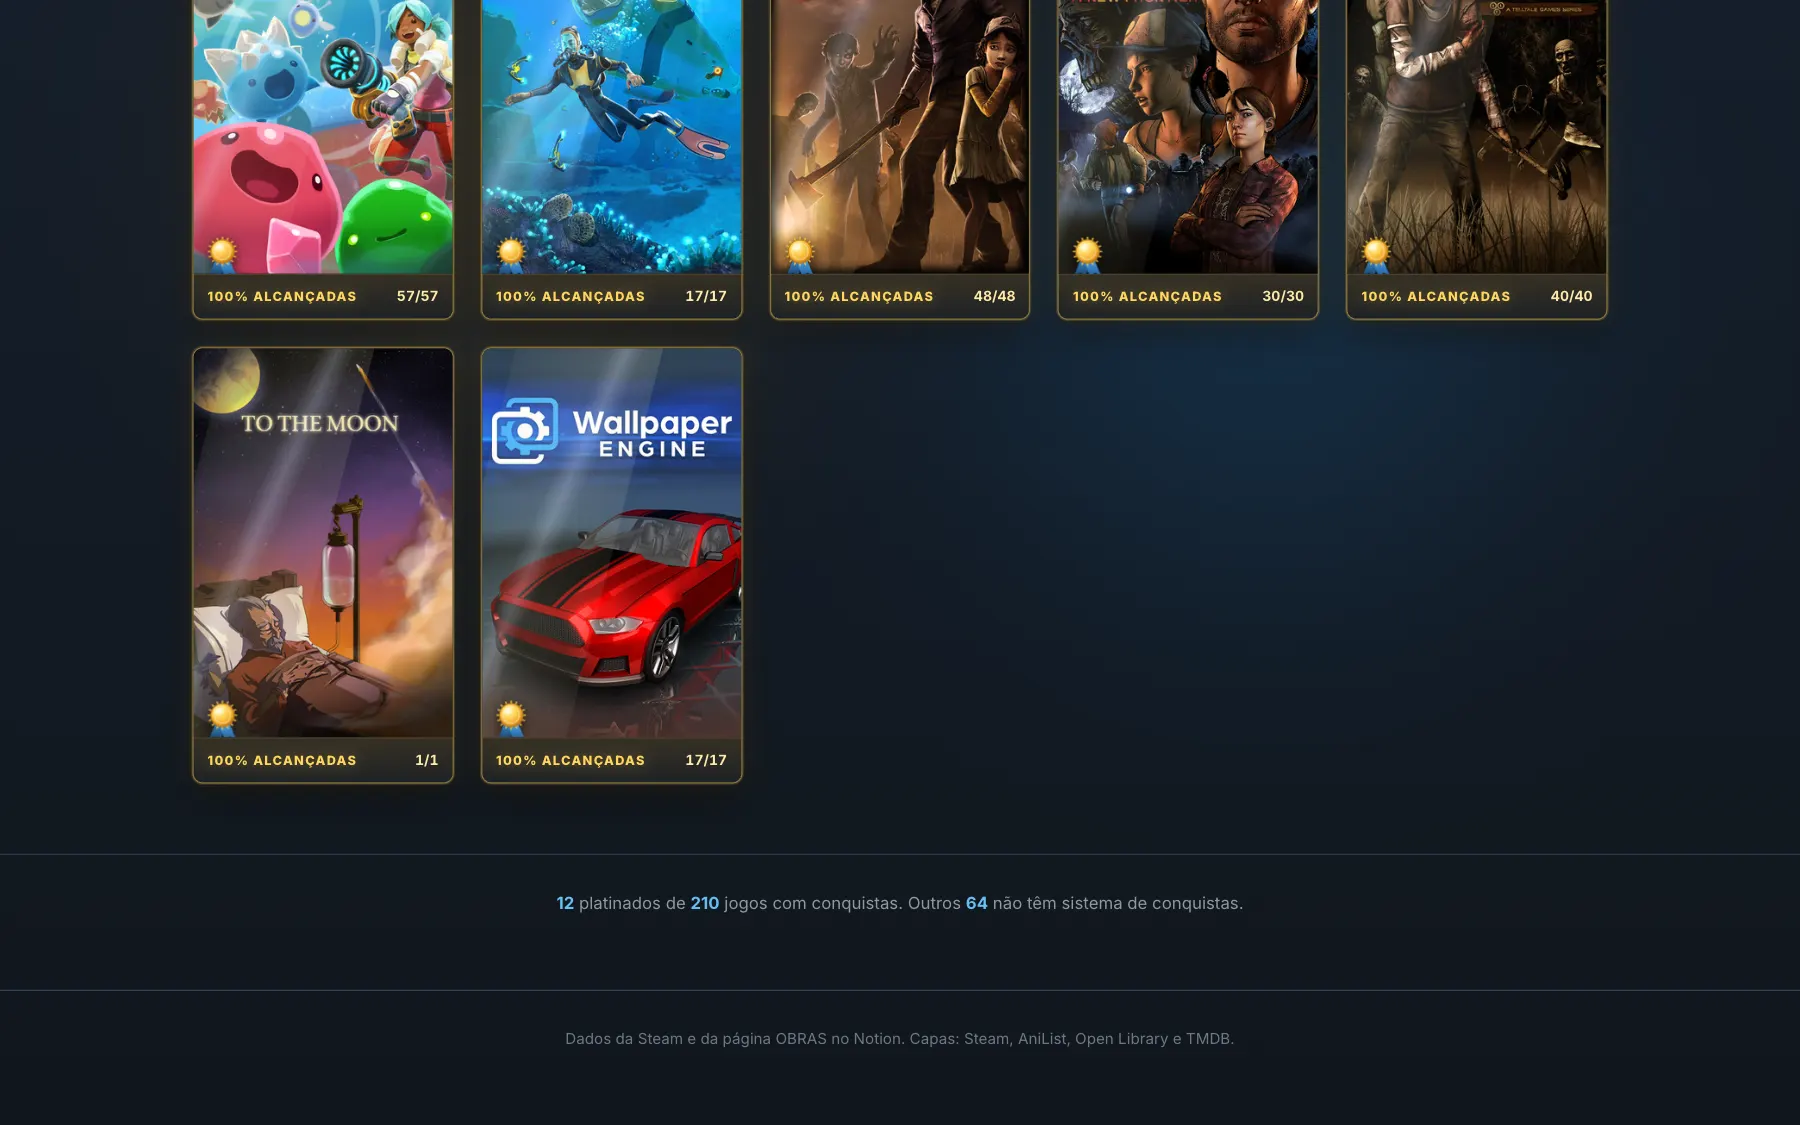 A TELLTALE GAMES SERIES
100% ALCANÇADAS 57/57
100% ALCANÇADAS 17/17
100% ALCANÇADAS 48/48
100% ALCANÇADAS 30/30
100% ALCANÇADAS 40/40
TO THE MOON
Wallpaper
ENGINE
100% ALCANÇADAS 1/1
100% ALCANÇADAS 17/17
12 platinados de 210 jogos com conquistas. Outros 64 não têm sistema de conquistas.
Dados da Steam e da página OBRAS no Notion. Capas: Steam, AniList, Open Library e TMDB.